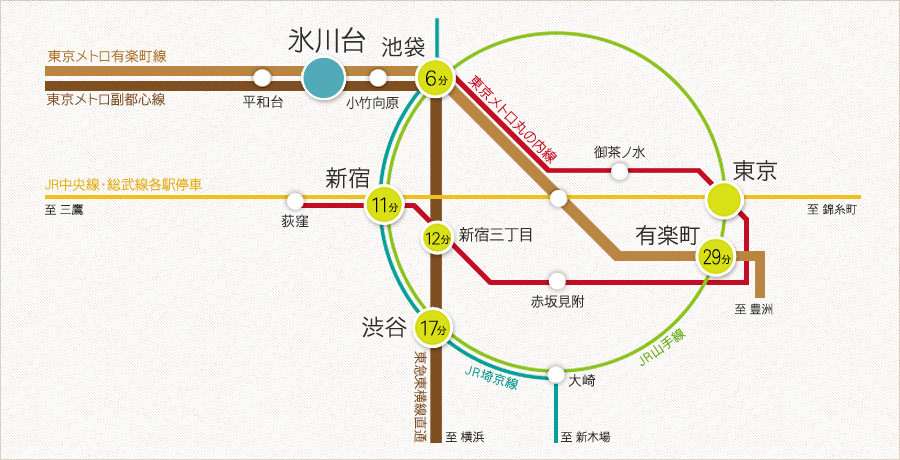 東京メトロ有楽町線
氷川台
池袋
6分
東京メトロ副都心線
平和台
小竹向原
東京メトロ丸の内線
御茶ノ水
東京
JR中央線・総武線各駅停車
新宿
至 三鷹
荻窪
11分
至 錦糸町
12分
新宿三丁目
有楽町
29分
赤坂見附
至 豊洲
渋谷
17分
JR山手線
東急東横線直通
JR埼京線
大崎
至 横浜
至 新木場